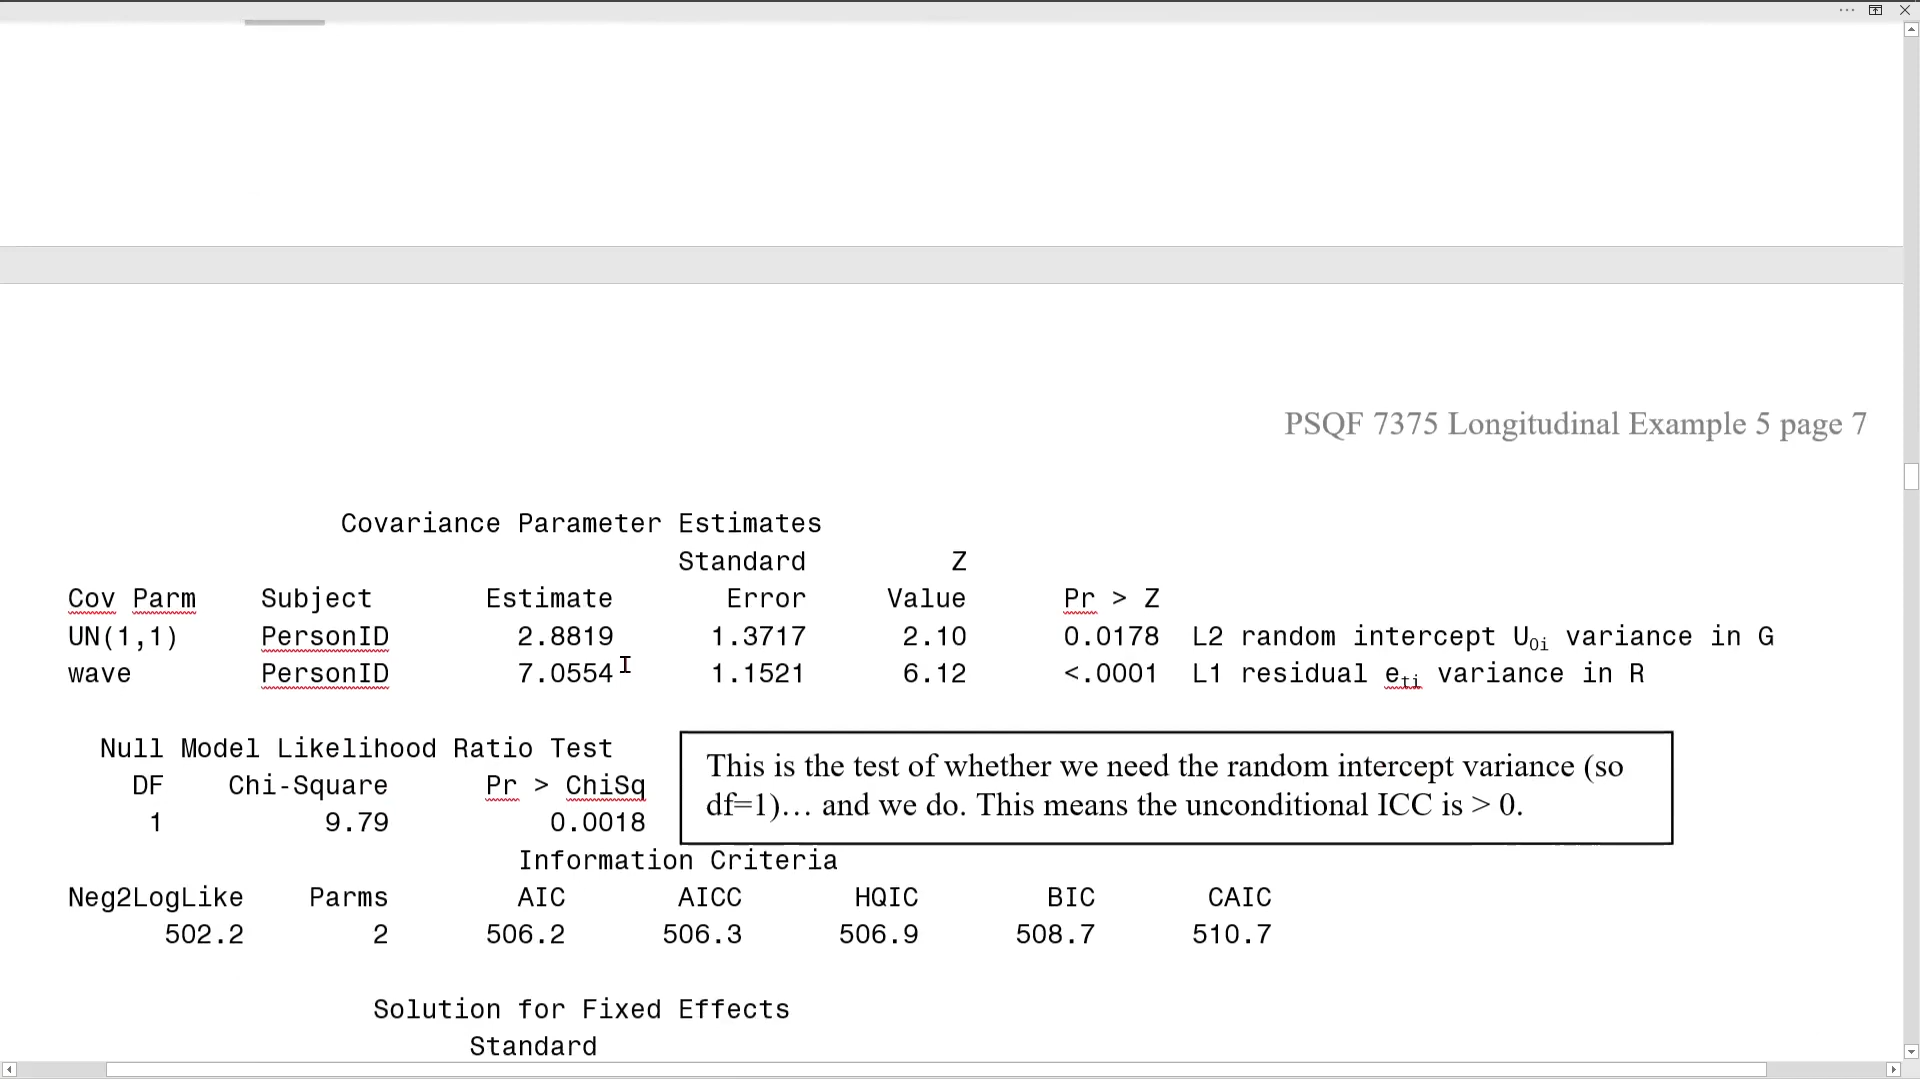 PSQF 7375 Longitudinal Example 5 page 7
Covariance Parameter Estimates
Standard Z
Cov Parm Subject Estimate Error Value Pr > Z
UN(1,1) PersonID 2.8819 1.3717 2.10 0.0178 L2 random intercept U0i variance in G
wave PersonID 7.0554 1.1521 6.12 <.0001 L1 residual eti variance in R
Null Model Likelihood Ratio Test
DF Chi-Square Pr > ChiSq
1 9.79 0.0018
This is the test of whether we need the random intercept variance (so
df=1)… and we do. This means the unconditional ICC is > 0.
Information Criteria
Neg2LogLike Parms AIC AICC HQIC BIC CAIC
502.2 2 506.2 506.3 506.9 508.7 510.7
Solution for Fixed Effects
Standard